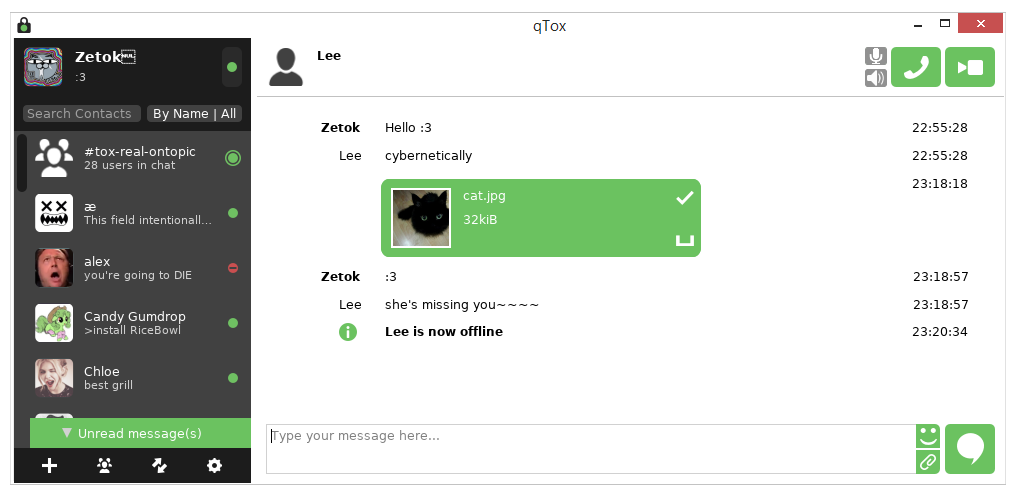 qTox
Zetok
:3
Search Contacts
By Name | All
#tox-real-ontopic
28 users in chat
æ
This field intentionall...
alex
you're going to DIE
Candy Gumdrop
>install RiceBowl
Chloe
best grill
Unread message(s)
Lee
Zetok Hello :3 22:55:28
Lee cybernetically 22:55:28
23:18:18
cat.jpg
32kiB
Zetok :3 23:18:57
Lee she's missing you~~~~ 23:18:57
Lee is now offline 23:20:34
Type your message here...